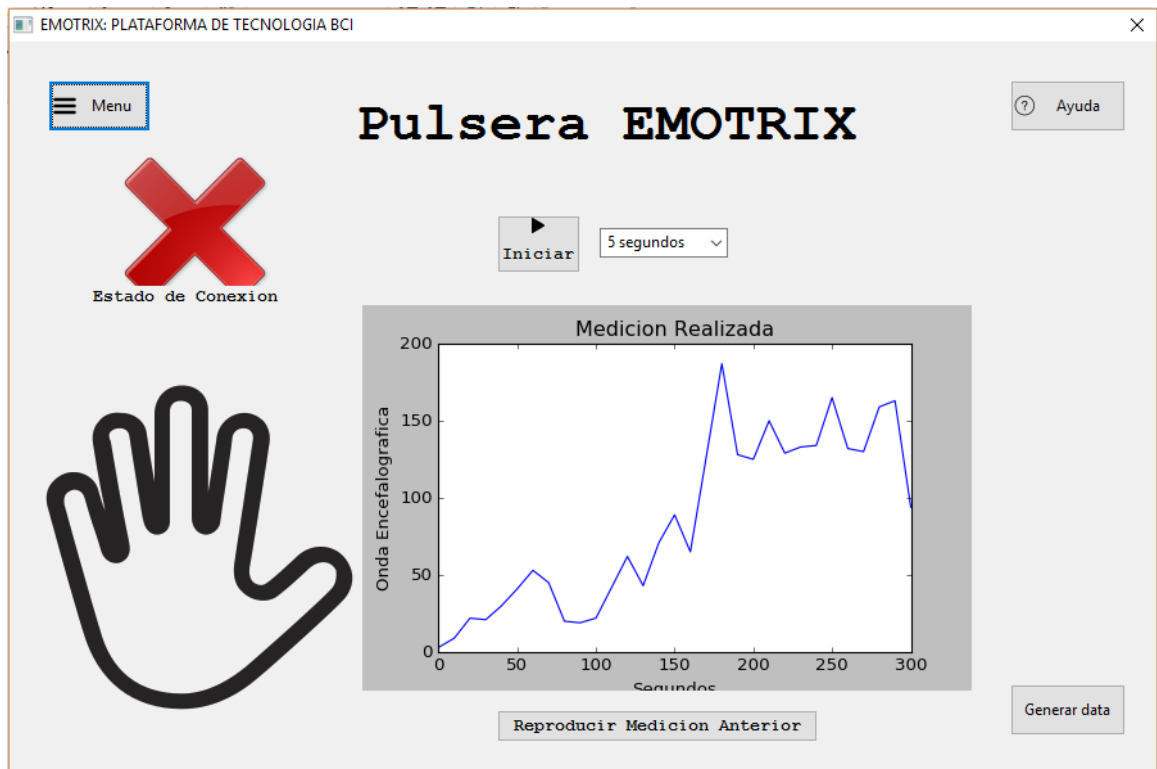 EMOTRIX: PLATAFORMA DE TECNOLOGIA BCI
Menu
Pulsera EMOTRIX
Ayuda
Iniciar
5 segundos
Estado de Conexion
Medicion Realizada
Onda Encefalografica
200
150
100
50
0
0 50 100 150 200 250 300
Segundos
Reproducir Medicion Anterior
Generar data